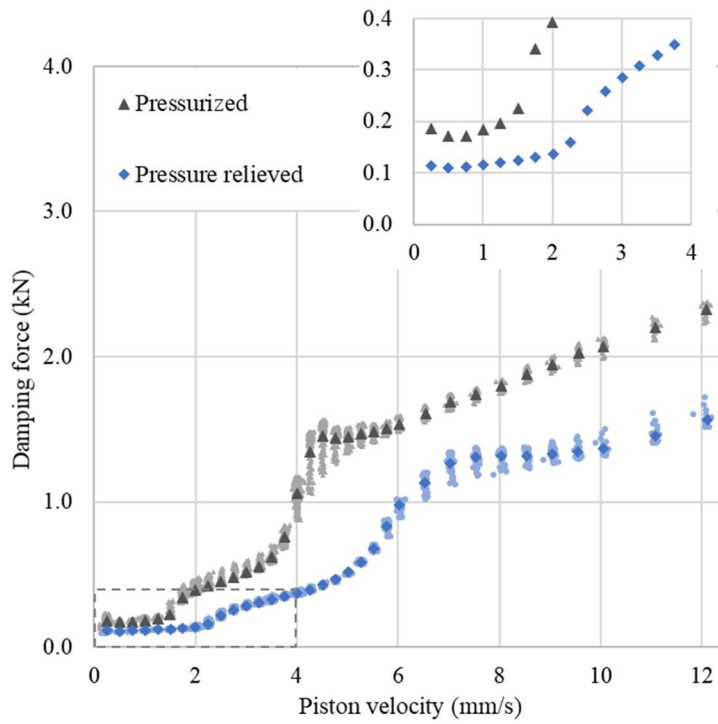 0.4
4.0
Pressurized
0.3
0.2
Pressure relieved
0.1
3.0
0.0
0 1 2 3 4
Damping force (kN)
2.0
1.0
0.0
0 2 4 6 8 10 12
Piston velocity (mm/s)